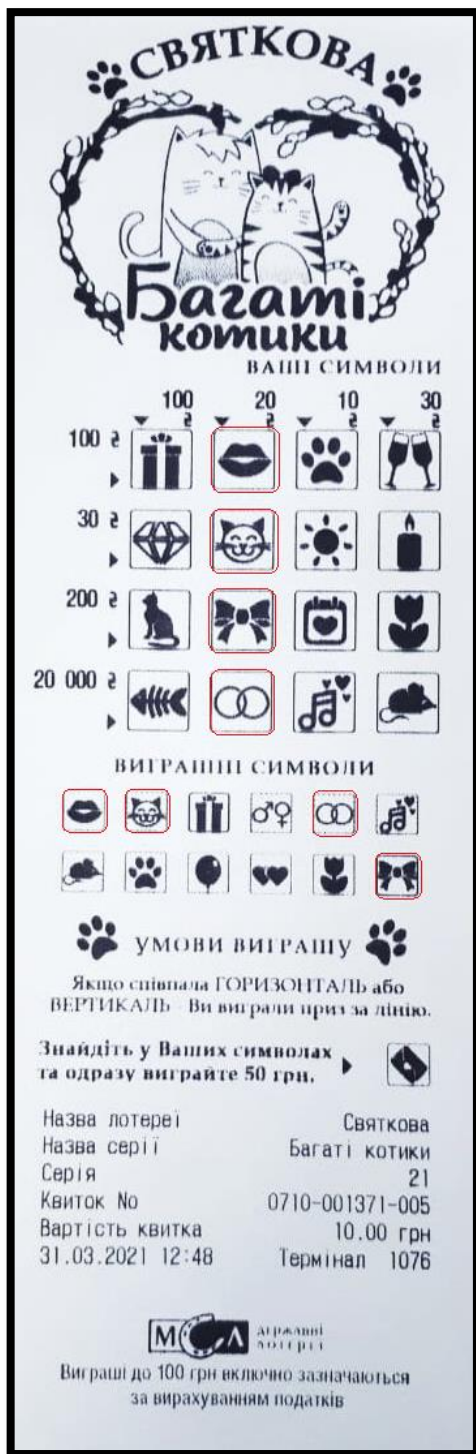 СВЯТКОВА
Багаті
котики
ВАШІ СИМВОЛИ
100 ₴ 20 ₴ 10 ₴ 30 ₴
100 ₴
30 ₴
200 ₴
20 000 ₴
ВИГРАШНІ СИМВОЛИ
УМОВИ ВИГРАШУ
Якщо співпала ГОРИЗОНТАЛЬ або
ВЕРТИКАЛЬ - Ви виграли приз за лінію.
Знайдіть у Ваших символах
та одразу виграйте 50 грн.
Назва лотереї Святкова
Назва серії Багаті котики
Серія 21
Квиток No 0710-001371-005
Вартість квитка 10.00 грн
31.03.2021 12:48 Термінал 1076
МСЛ державні
лотереї
Виграші до 100 грн включно зазначаються
за вирахуванням податків